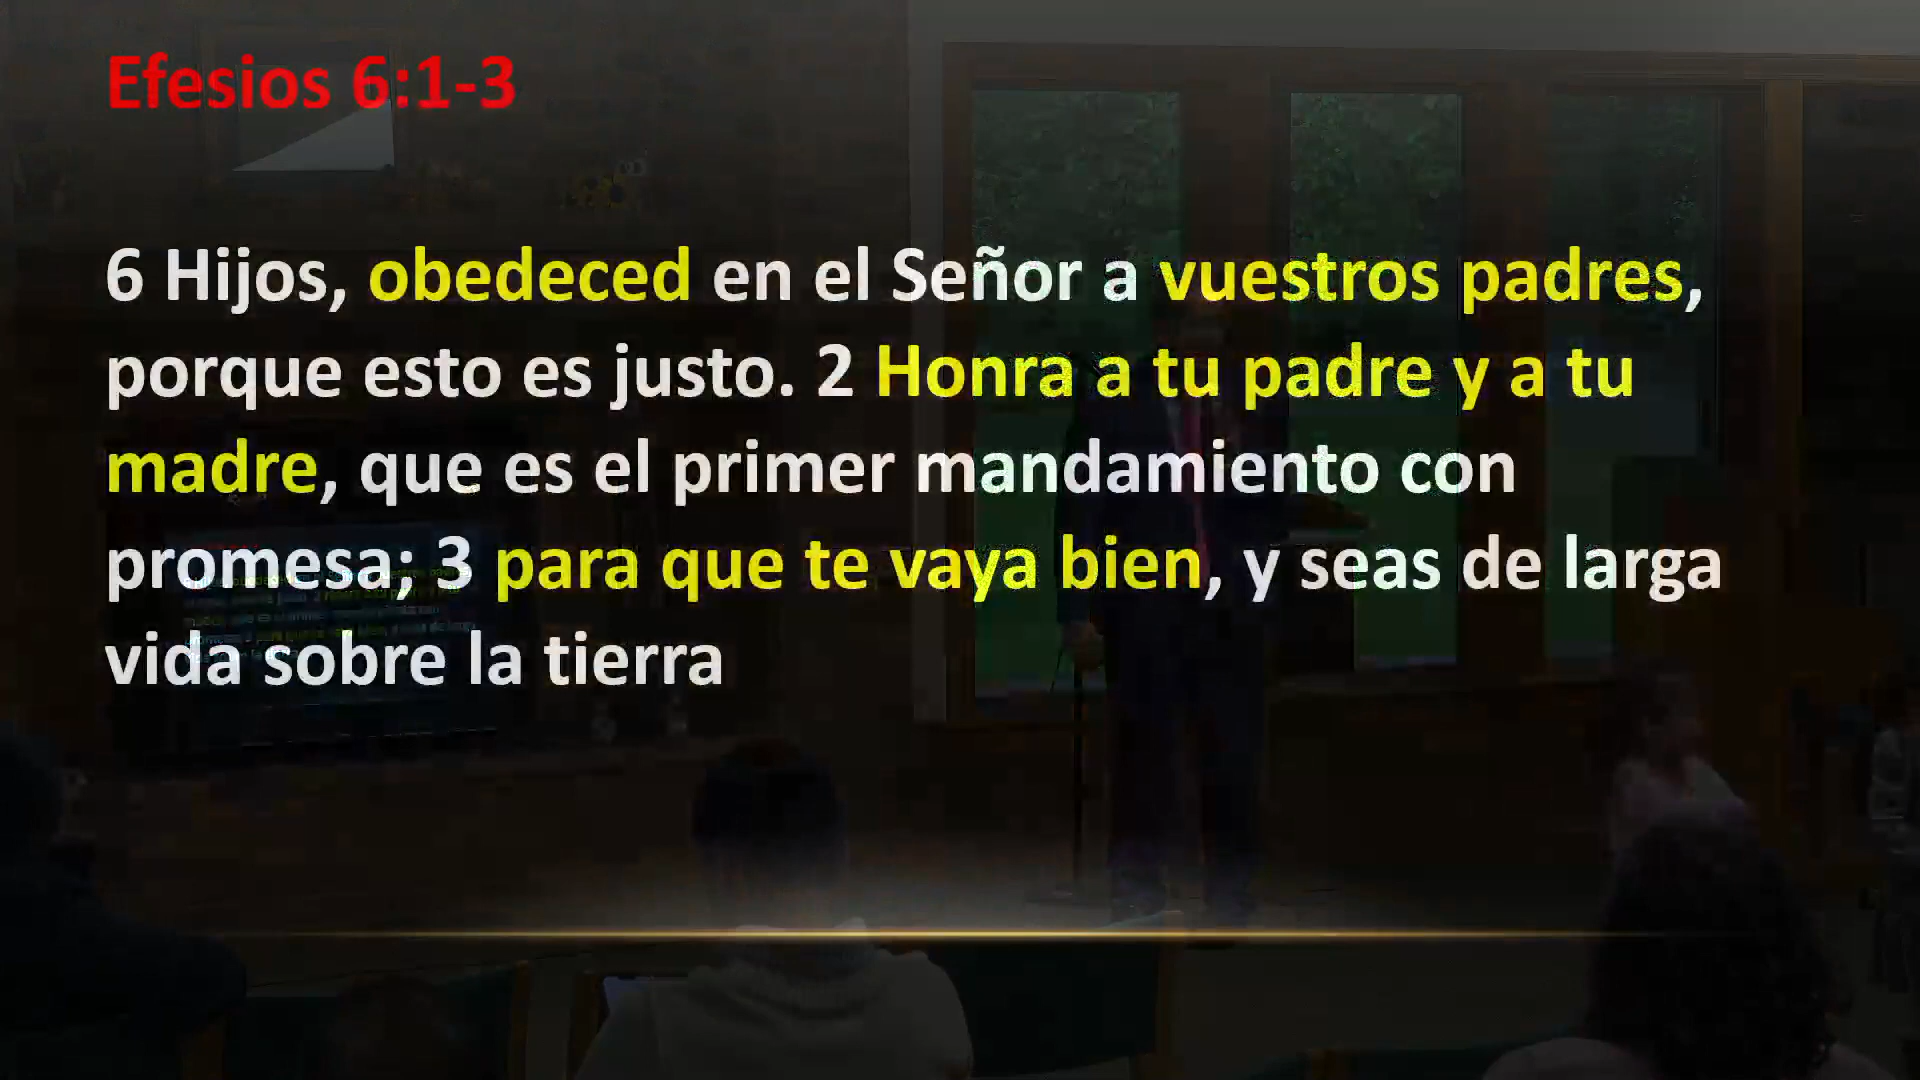 Efesios 6:1-3
6 Hijos, obedeced en el Señor a vuestros padres,
porque esto es justo. 2 Honra a tu padre y a tu
madre, que es el primer mandamiento con
promesa; 3 para que te vaya bien, y seas de larga
vida sobre la tierra